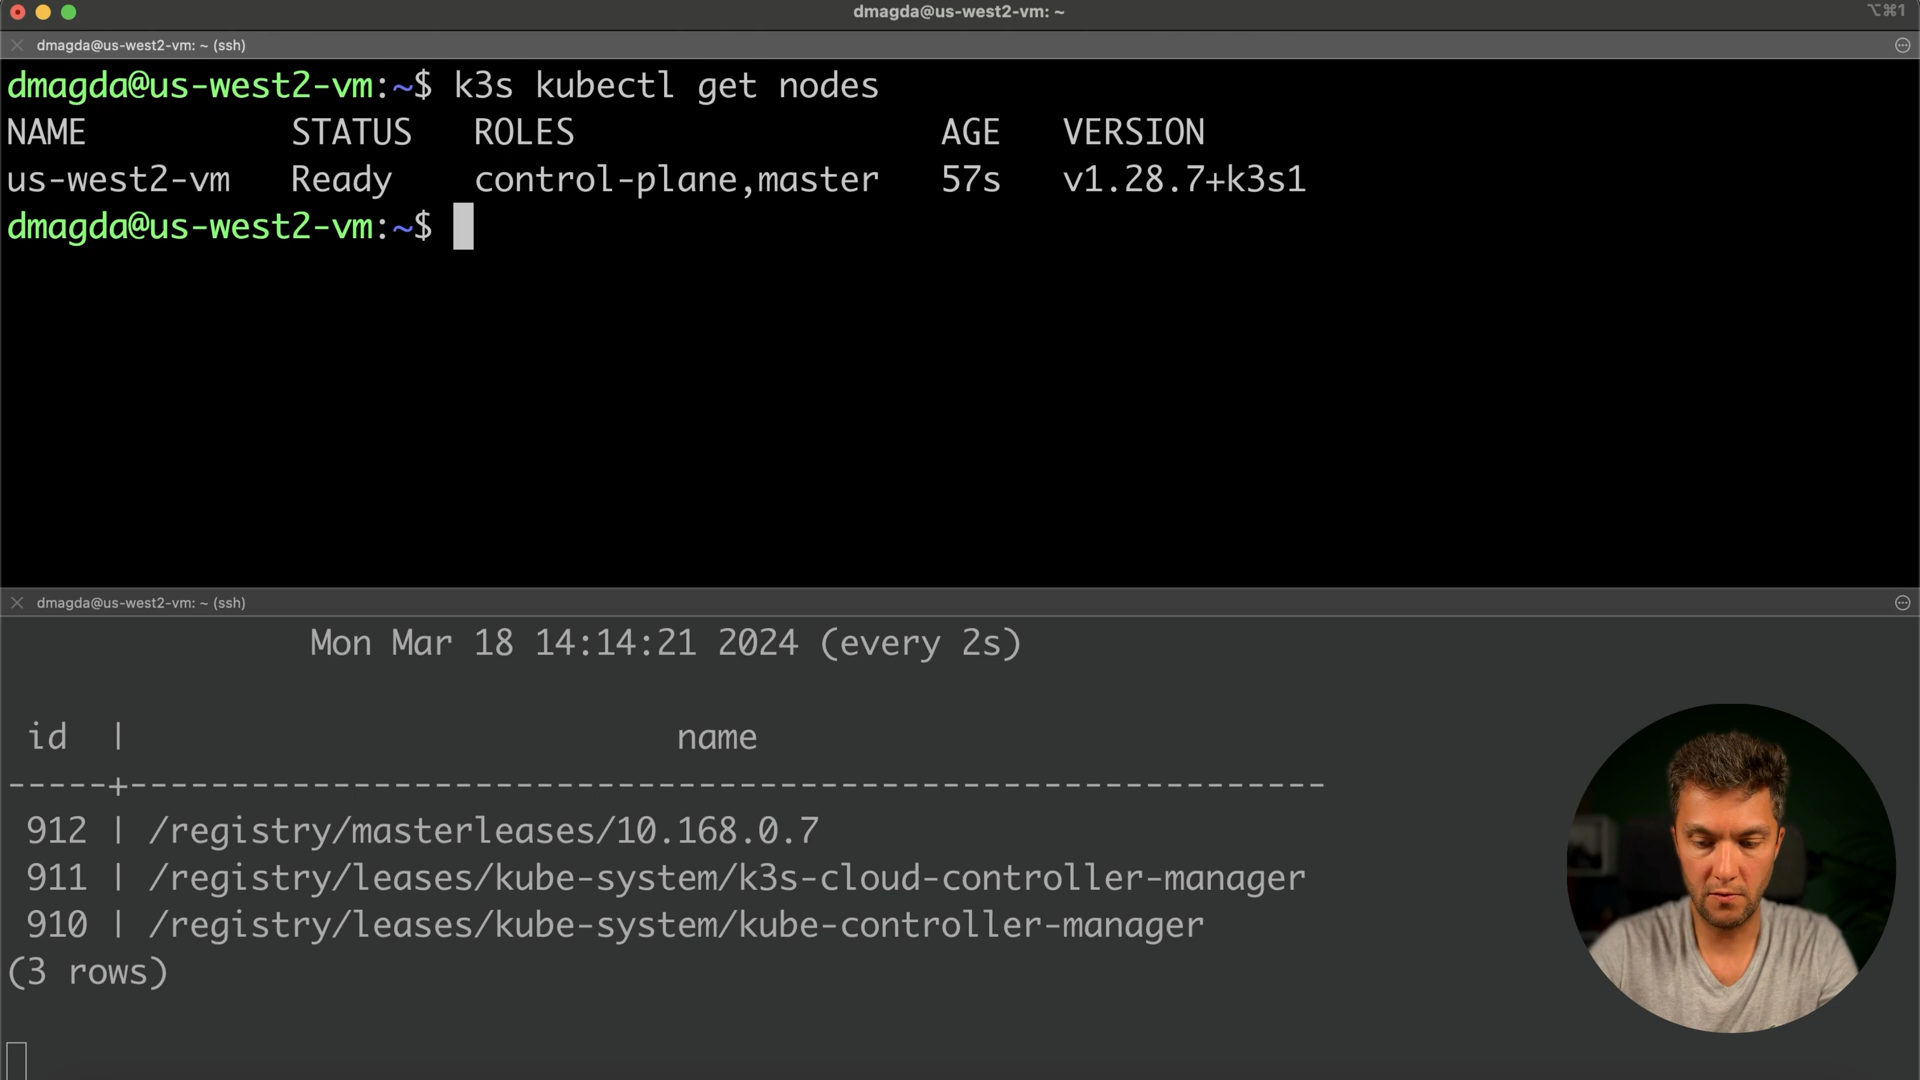 dmagda@us-west2-vm: ~
⌥⌘1
dmagda@us-west2-vm: ~ (ssh)
dmagda@us-west2-vm:~$ k3s kubectl get nodes
NAME STATUS ROLES AGE VERSION
us-west2-vm Ready control-plane,master 57s v1.28.7+k3s1
dmagda@us-west2-vm:~$
dmagda@us-west2-vm: ~ (ssh)
Mon Mar 18 14:14:21 2024 (every 2s)
id | name
-----+-----------------------------------------------------------
912 | /registry/masterleases/10.168.0.7
911 | /registry/leases/kube-system/k3s-cloud-controller-manager
910 | /registry/leases/kube-system/kube-controller-manager
(3 rows)